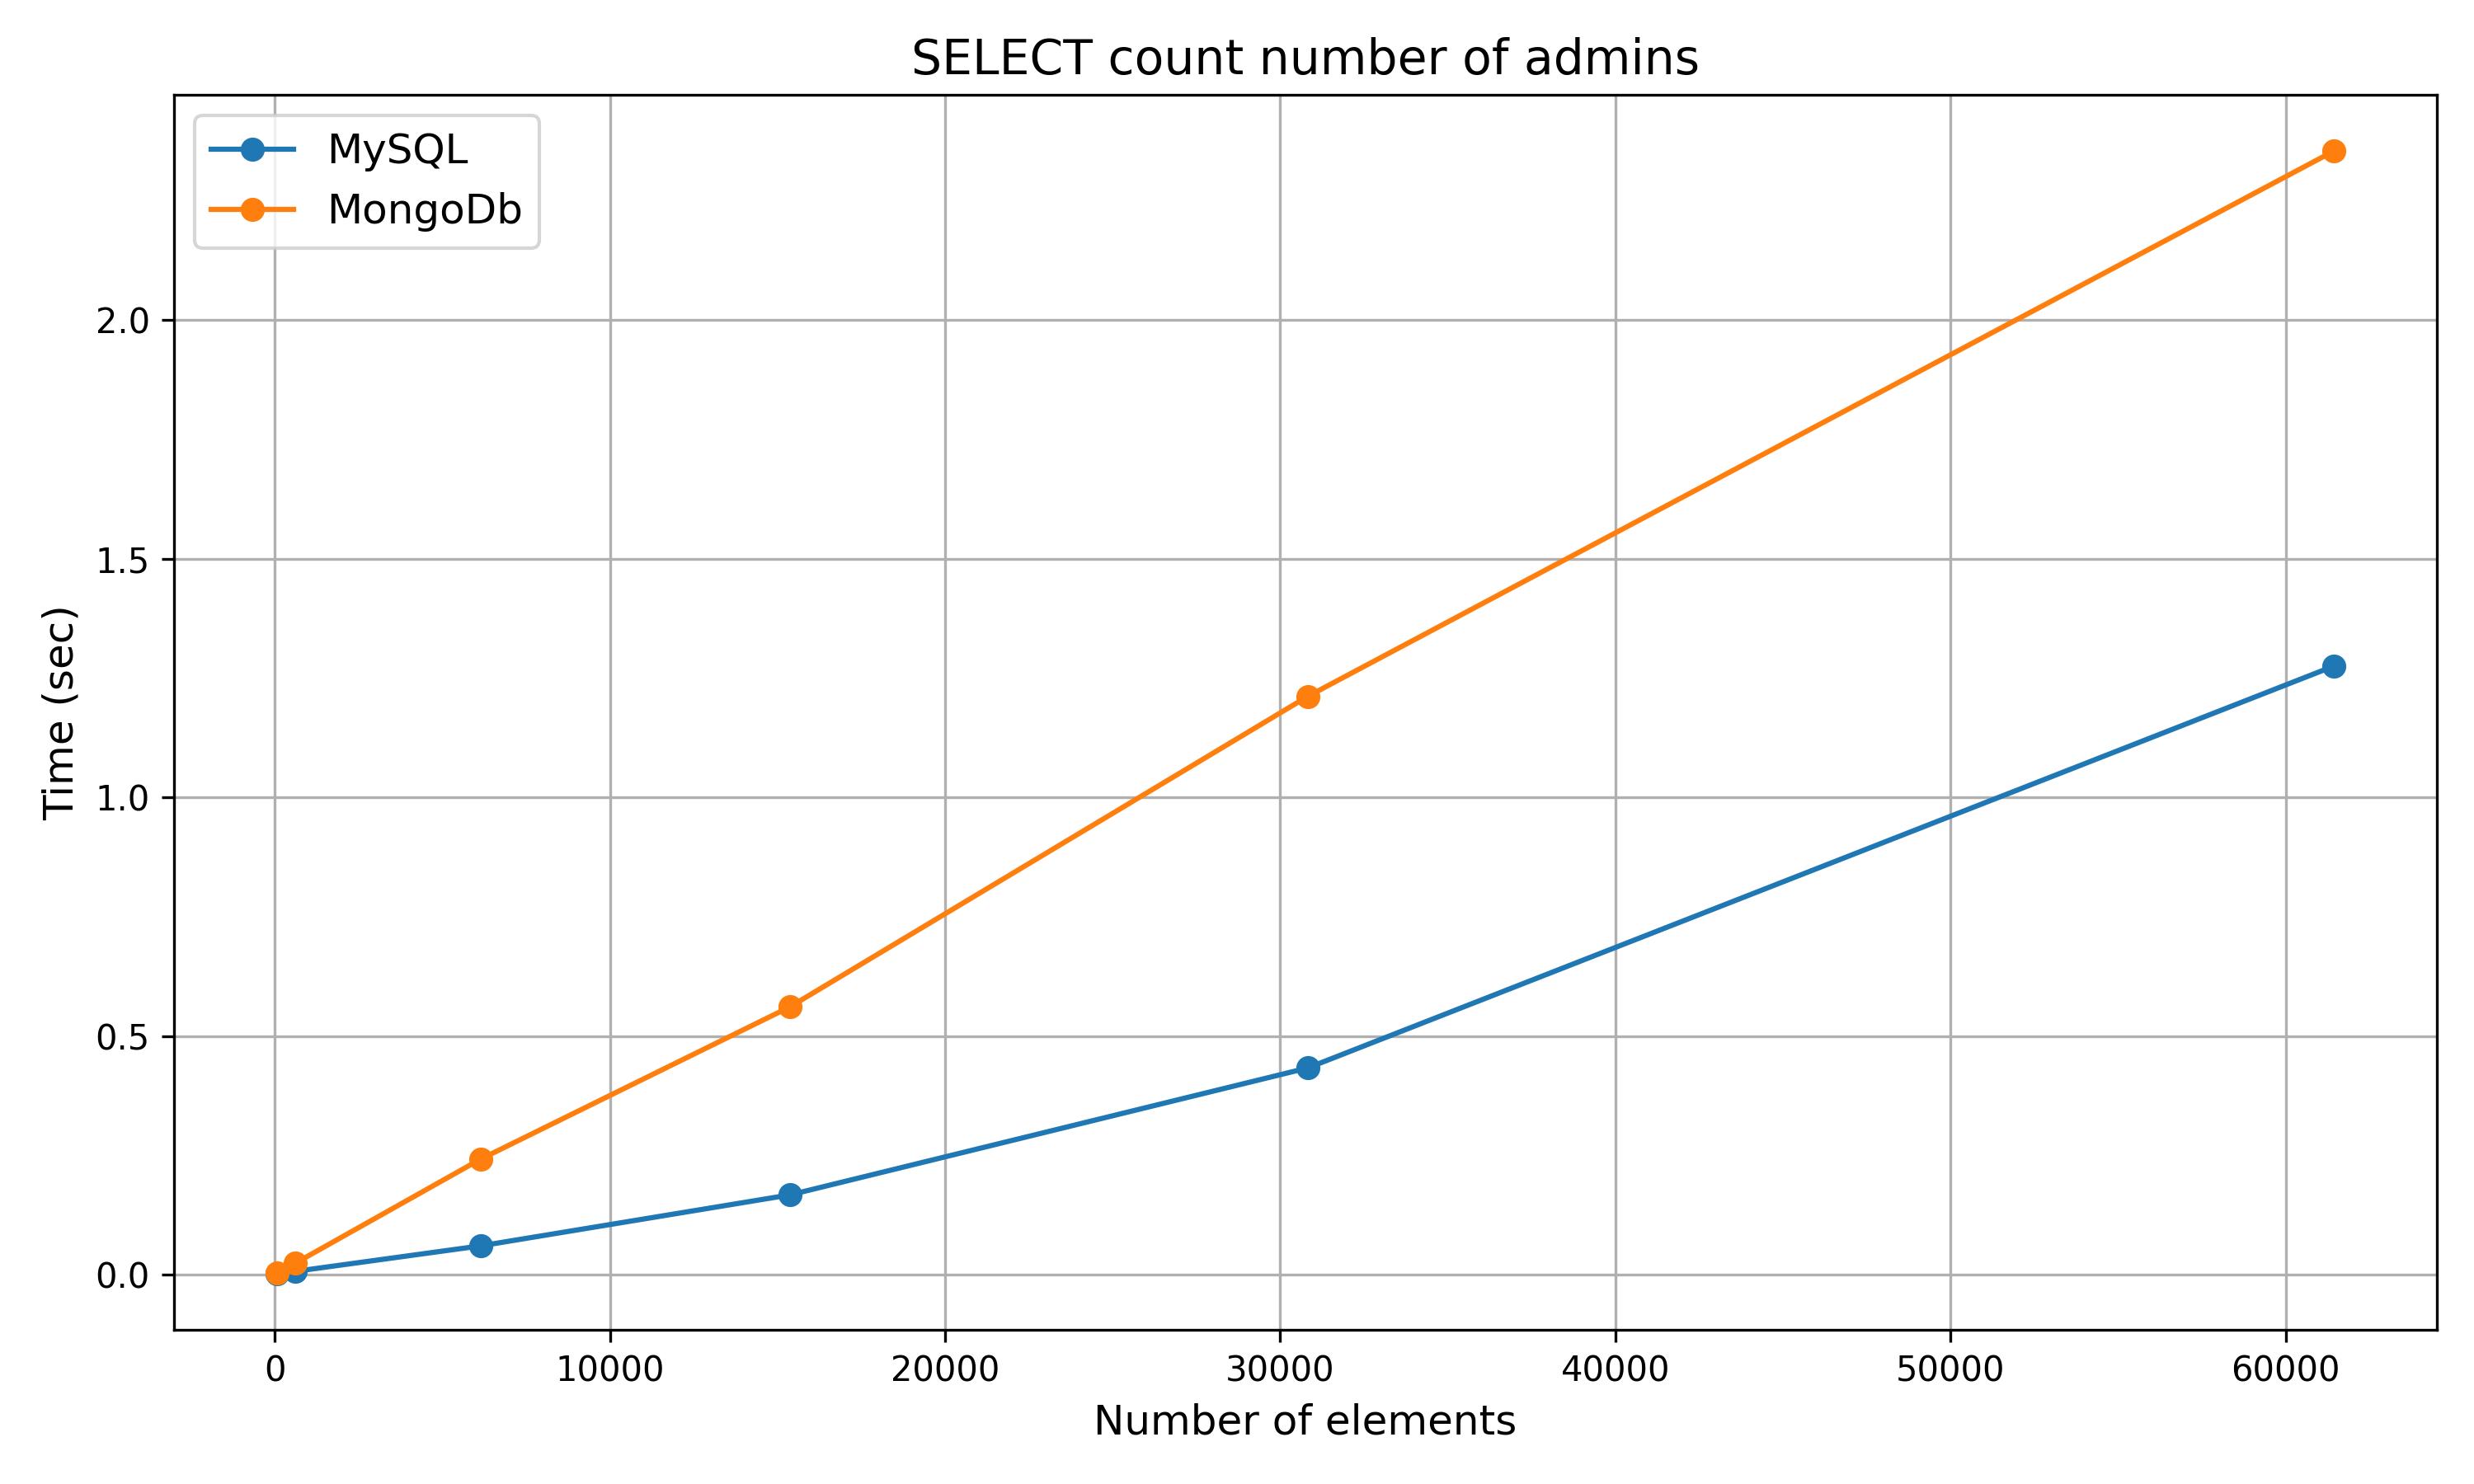 SELECT count number of admins
MySQL
MongoDb
2.0
1.5
1.0
0.5
0.0
Time (sec)
0 10000 20000 30000 40000 50000 60000
Number of elements